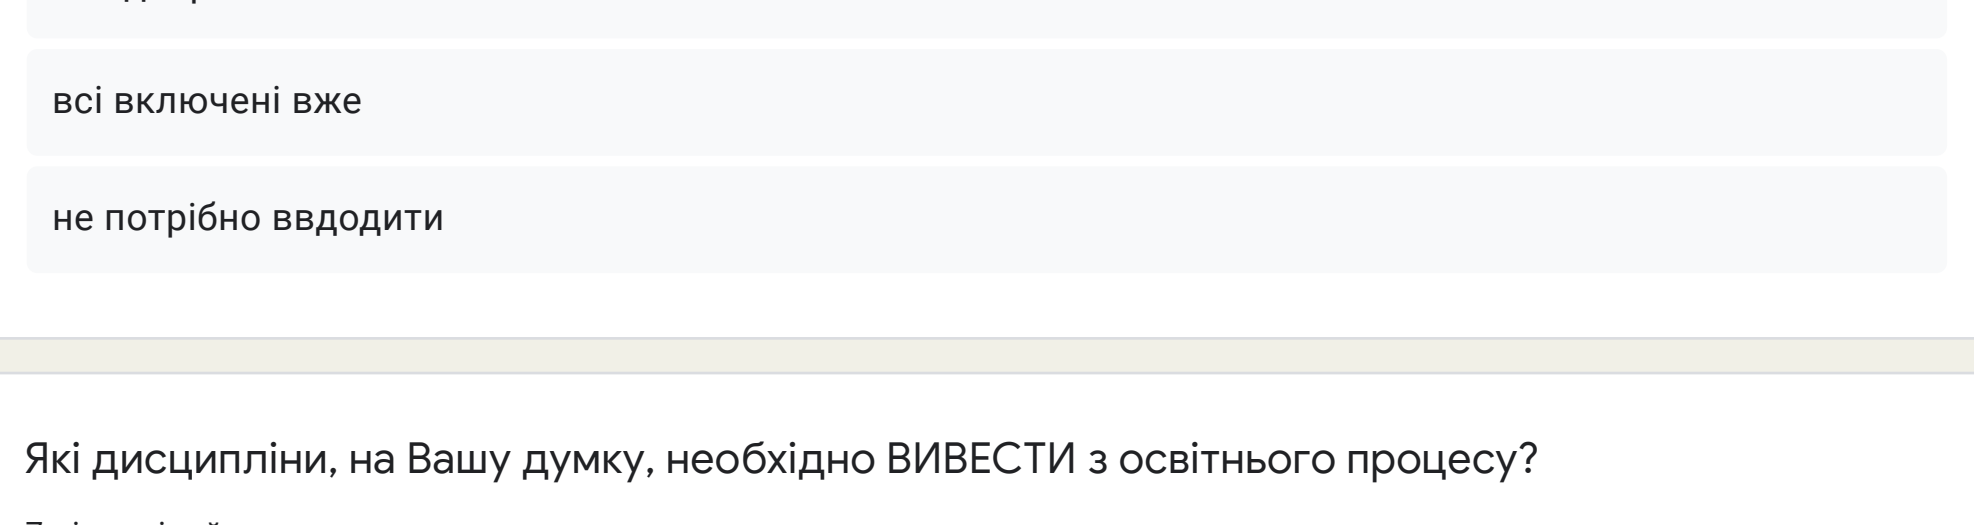 всі включені вже
не потрібно ввдодити
Які дисципліни, на Вашу думку, необхідно ВИВЕСТИ з освітнього процесу?